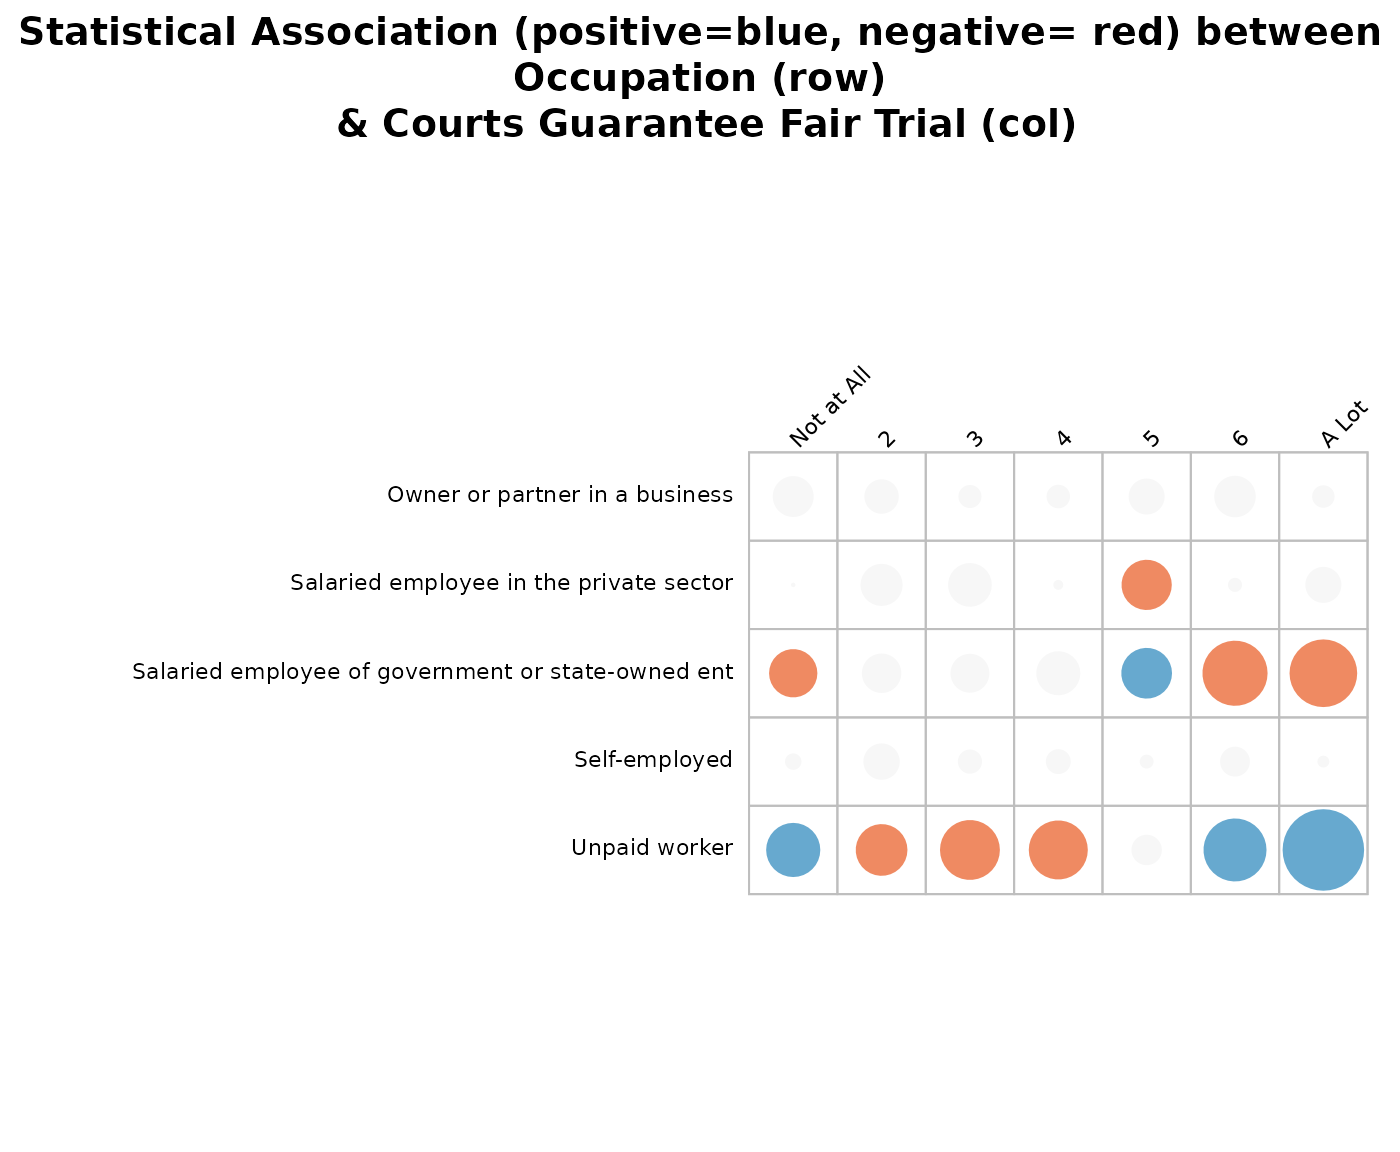 Statistical Association (positive=blue, negative= red) between
Occupation (row)
& Courts Guarantee Fair Trial (col)
Not at All
2
3
4
5
6
A Lot
Owner or partner in a business
Salaried employee in the private sector
Salaried employee of government or state-owned ent
Self-employed
Unpaid worker